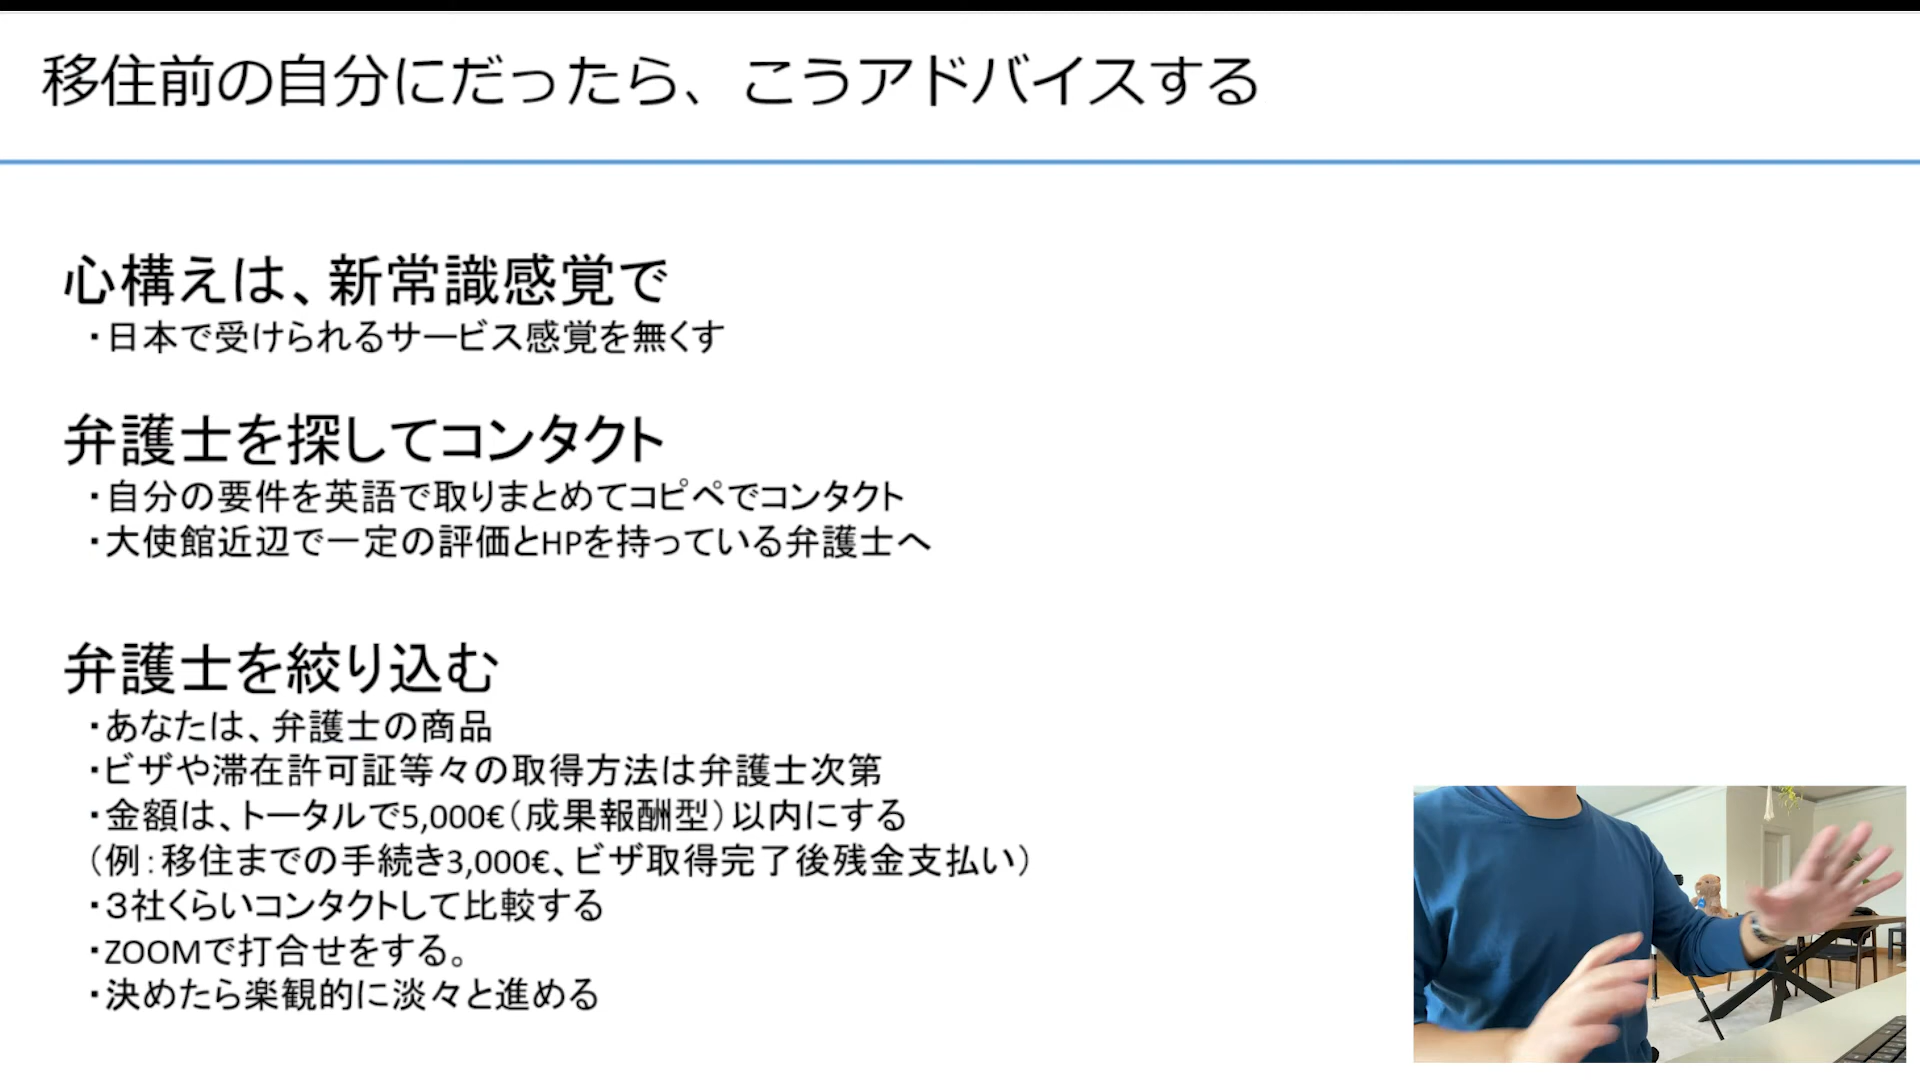 移住前の自分にだったら、こうアドバイスする
心構えは、新常識感覚で
・日本で受けられるサービス感覚を無くす
弁護士を探してコンタクト
・自分の要件を英語で取りまとめてコピペでコンタクト
・大使館近辺で一定の評価とHPを持っている弁護士へ
弁護士を絞り込む
・あなたは、弁護士の商品
・ビザや滞在許可証等々の取得方法は弁護士次第
・金額は、トータルで5,000€（成果報酬型）以内にする
（例：移住までの手続き3,000€、ビザ取得完了後残金支払い）
・３社くらいコンタクトして比較する
・ZOOMで打合せをする。
・決めたら楽観的に淡々と進める